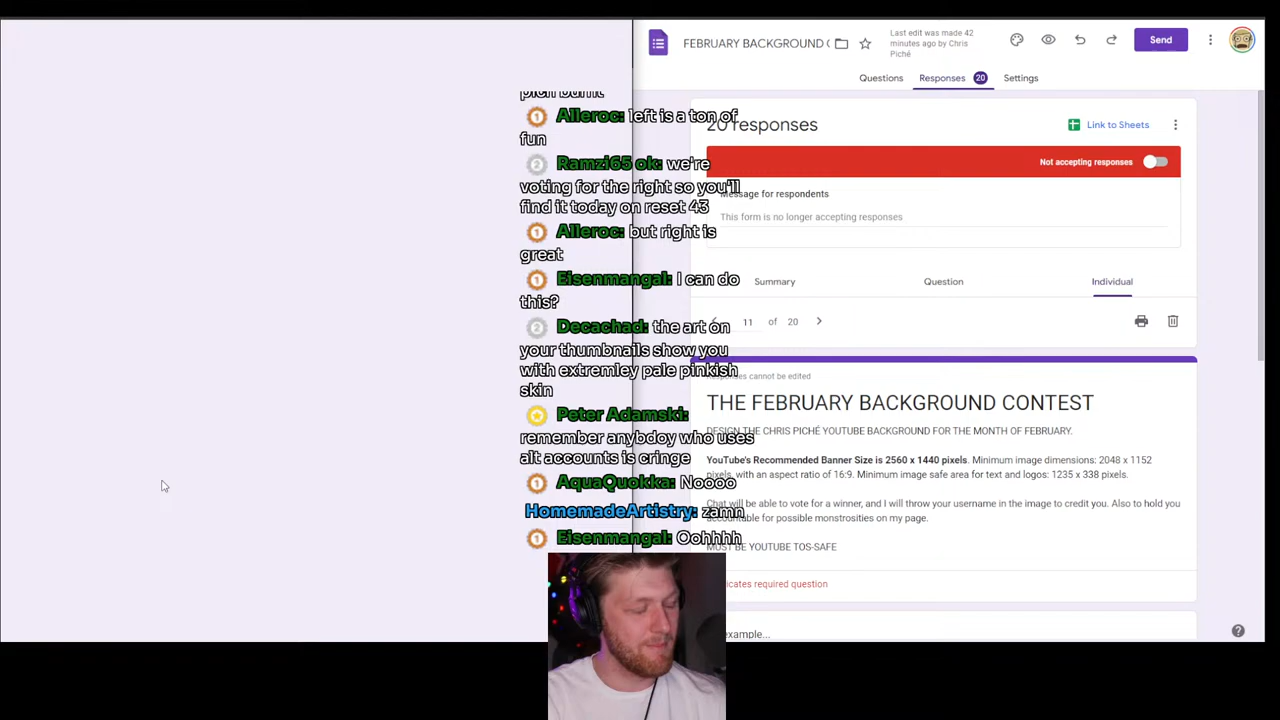 pich burnt
Alleroc: left is a ton of
fun
Ramzi65 ok: we're
voting for the right so you'll
find it today on reset 43
Alleroc: but right is
great
Eisenmangal: I can do
this?
Decachad: the art on
your thumbnails show you
with extremley pale pinkish
skin
Peter Adamski:
remember anybdoy who uses
alt accounts is cringe
AquaQuokka: Noooo
HomemadeArtistry: zamn
Eisenmangal: Oohhhh
FEBRUARY BACKGROUND
Last edit was made 42
minutes ago by Chris
Piché
Send
Questions
Responses 20
Settings
20 responses
Link to Sheets
Not accepting responses
Message for respondents
This form is no longer accepting responses
Summary
Question
Individual
11 of 20
Responses cannot be edited
THE FEBRUARY BACKGROUND CONTEST
DESIGN THE CHRIS PICHÉ YOUTUBE BACKGROUND FOR THE MONTH OF FEBRUARY.
YouTube's Recommended Banner Size is 2560 x 1440 pixels. Minimum image dimensions: 2048 x 1152
pixels, with an aspect ratio of 16:9. Minimum image safe area for text and logos: 1235 x 338 pixels.
Chat will be able to vote for a winner, and I will throw your username in the image to credit you. Also to hold you
accountable for possible monstrosities on my page.
MUST BE YOUTUBE TOS-SAFE
required question
example...